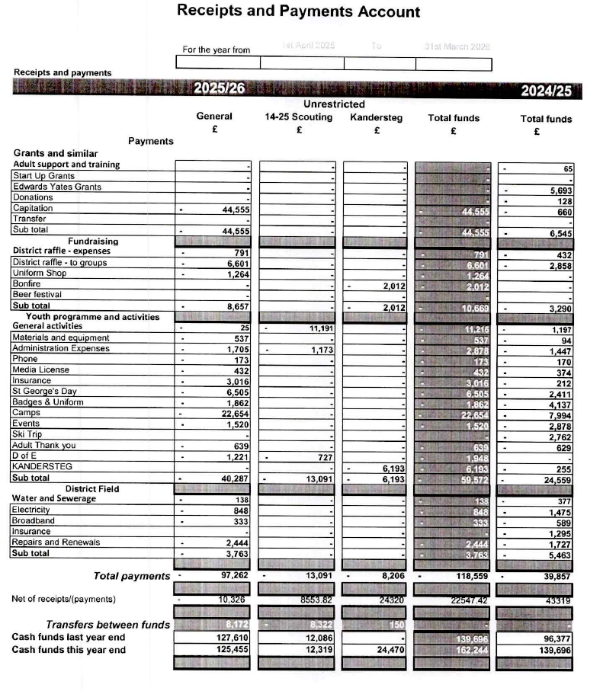 Receipts and Payments Account
For the year from 1st April 2025 To 31st March 2026
Receipts and payments
2025/26 2024/25
Unrestricted
General 14-25 Scouting Kandersteg Total funds Total funds
£ £ £ £ £
Payments
Grants and similar
Adult support and training - - - - - 65
Start Up Grants - - - - -
Edwards Yates Grants - - - - - 5,693
Donations - - - - - 128
Capitation - 44,555 - - - 44,555 - 660
Transfer - - - - -
Sub total - 44,555 - - - 44,555 - 6,545
Fundraising
District raffle - expenses - 791 - - - 791 - 432
District raffle - to groups - 6,601 - - - 6,601 - 2,858
Uniform Shop - 1,264 - - - 1,264 -
Bonfire - - - 2,012 - 2,012 -
Beer festival - - - - -
Sub total - 8,657 - - 2,012 - 10,669 - 3,290
Youth programme and activities
General activities - 25 - 11,191 - - 11,216 - 1,197
Materials and equipment - 537 - - - 537 - 94
Administration Expenses - 1,705 - 1,173 - - 2,878 - 1,447
Phone - 173 - - - 173 - 170
Media License - 432 - - - 432 - 374
Insurance - 3,016 - - - 3,016 - 212
St George's Day - 6,505 - - - 6,505 - 2,411
Badges & Uniform - 1,862 - - - 1,862 - 4,137
Camps - 22,654 - - - 22,654 - 7,994
Events - 1,520 - - - 1,520 - 2,878
Ski Trip - - - - - 2,762
Adult Thank you - 639 - - - 639 - 629
D of E - 1,221 - 727 - - 1,948 -
KANDERSTEG - - - 6,193 - 6,193 - 255
Sub total - 40,287 - 13,091 - 6,193 - 59,572 - 24,559
District Field
Water and Sewerage - 138 - - - 138 - 377
Electricity - 848 - - - 848 - 1,475
Broadband - 333 - - - 333 - 589
Insurance - - - - - 1,295
Repairs and Renewals - 2,444 - - - 2,444 - 1,727
Sub total - 3,763 - - - 3,763 - 5,463
Total payments - 97,262 - 13,091 - 8,206 - 118,559 - 39,857
Net of receipts/(payments) - 10,326 8553.82 24320 22547.42 43319
Transfers between funds 8,172 - 8,322 150 - -
Cash funds last year end 127,610 12,086 - 139,696 96,377
Cash funds this year end 125,455 12,319 24,470 162,244 139,696